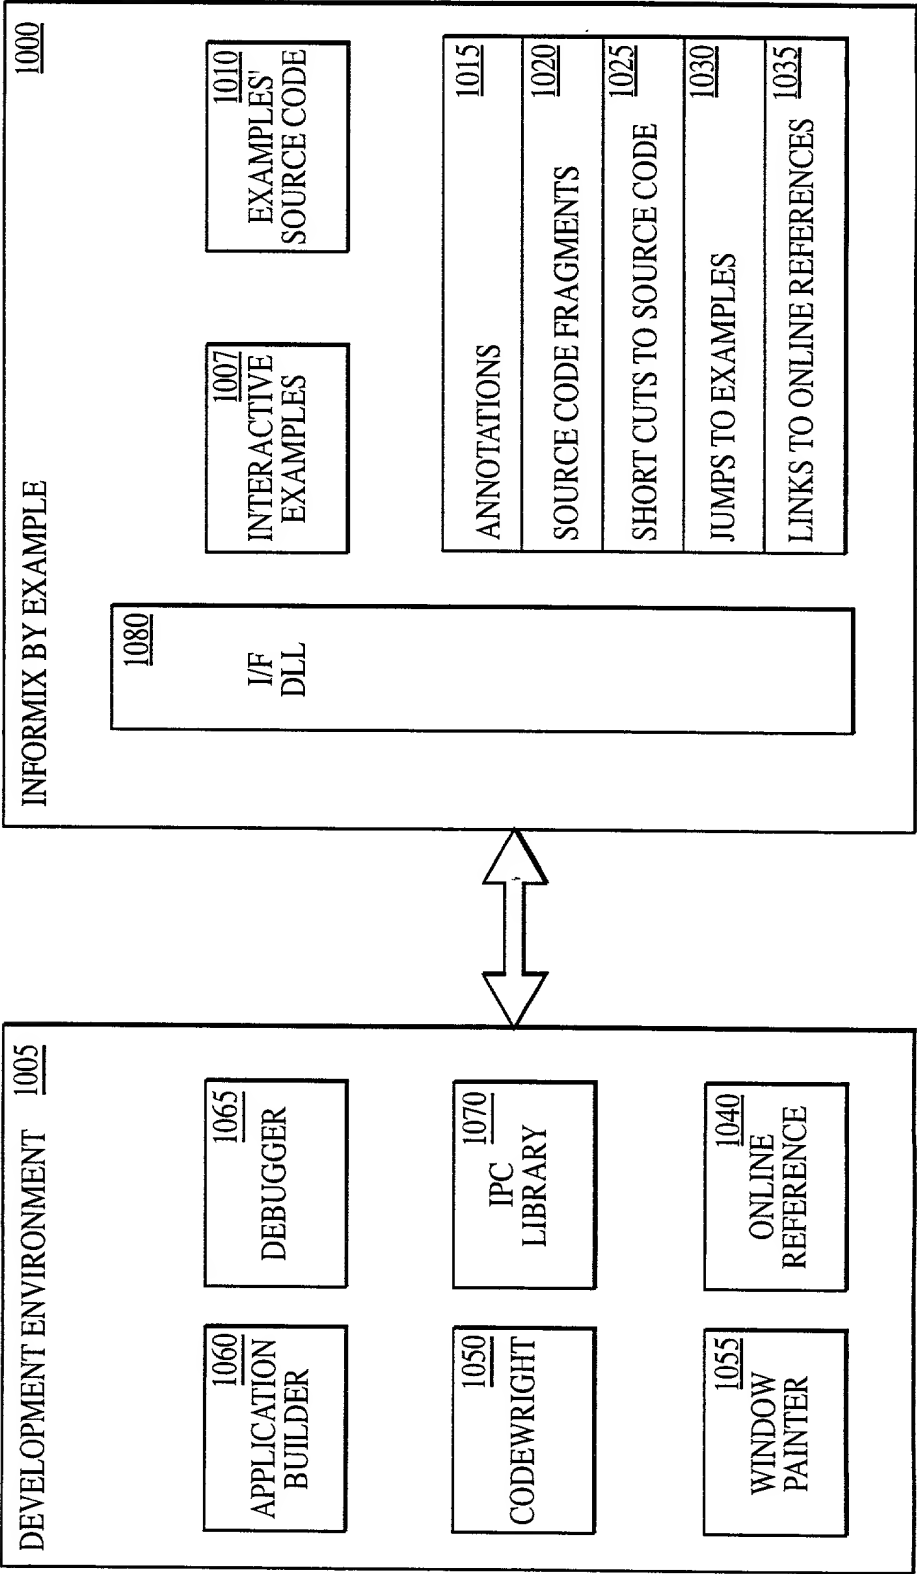 DEVELOPMENT ENVIRONMENT 1005
1060
APPLICATION
BUILDER
1065
DEBUGGER
1050
CODEWRIGHT
1070
IPC
LIBRARY
1055
WINDOW
PAINTER
1040
ONLINE
REFERENCE
INFORMIX BY EXAMPLE 1000
1080
I/F
DLL
1007
INTERACTIVE
EXAMPLES
1010
EXAMPLES'
SOURCE CODE
ANNOTATIONS 1015
SOURCE CODE FRAGMENTS 1020
SHORT CUTS TO SOURCE CODE 1025
JUMPS TO EXAMPLES 1030
LINKS TO ONLINE REFERENCES 1035